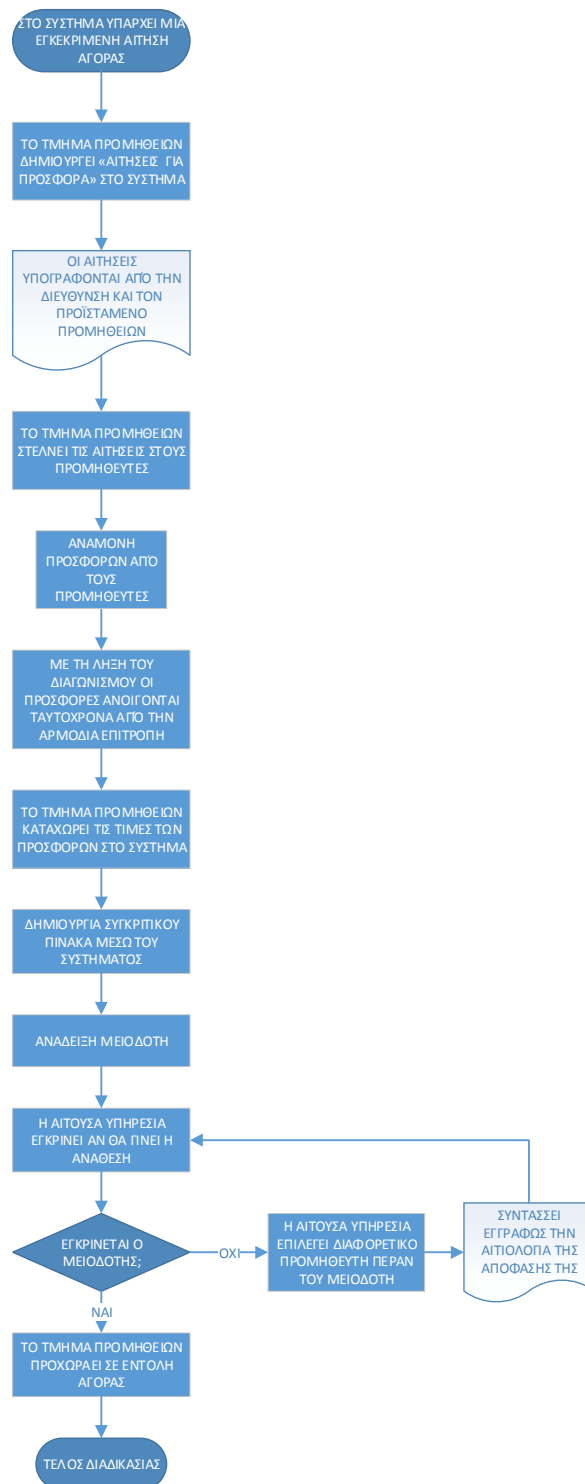 ΣΤΟ ΣΥΣΤΗΜΑ ΥΠΑΡΧΕΙ ΜΙΑ
ΕΓΚΕΚΡΙΜΕΝΗ ΑΙΤΗΣΗ
ΑΓΟΡΑΣ
ΤΟ ΤΜΗΜΑ ΠΡΟΜΗΘΕΙΩΝ
ΔΗΜΙΟΥΡΓΕΙ «ΑΙΤΗΣΕΙΣ ΓΙΑ
ΠΡΟΣΦΟΡΑ» ΣΤΟ ΣΥΣΤΗΜΑ
ΟΙ ΑΙΤΗΣΕΙΣ
ΥΠΟΓΡΑΦΟΝΤΑΙ ΑΠΌ ΤΗΝ
ΔΙΕΥΘΥΝΣΗ ΚΑΙ ΤΟΝ
ΠΡΟΪΣΤΑΜΕΝΟ
ΠΡΟΜΗΘΕΙΩΝ
ΤΟ ΤΜΗΜΑ ΠΡΟΜΗΘΕΙΩΝ
ΣΤΕΛΝΕΙ ΤΙΣ ΑΙΤΗΣΕΙΣ ΣΤΟΥΣ
ΠΡΟΜΗΘΕΥΤΕΣ
ΑΝΑΜΟΝΗ
ΠΡΟΣΦΟΡΩΝ ΑΠΌ
ΤΟΥΣ
ΠΡΟΜΗΘΕΥΤΕΣ
ΜΕ ΤΗ ΛΗΞΗ ΤΟΥ
ΔΙΑΓΩΝΙΣΜΟΥ ΟΙ
ΠΡΟΣΦΟΡΕΣ ΑΝΟΙΓΟΝΤΑΙ
ΤΑΥΤΟΧΡΟΝΑ ΑΠΌ ΤΗΝ
ΑΡΜΟΔΙΑ ΕΠΙΤΡΟΠΗ
ΤΟ ΤΜΗΜΑ ΠΡΟΜΗΘΕΙΩΝ
ΚΑΤΑΧΩΡΕΙ ΤΙΣ ΤΙΜΕΣ ΤΩΝ
ΠΡΟΣΦΟΡΩΝ ΣΤΟ ΣΥΣΤΗΜΑ
ΔΗΜΙΟΥΡΓΙΑ ΣΥΓΚΡΙΤΙΚΟΥ
ΠΙΝΑΚΑ ΜΕΣΩ ΤΟΥ
ΣΥΣΤΗΜΑΤΟΣ
ΑΝΑΔΕΙΞΗ ΜΕΙΟΔΟΤΗ
Η ΑΙΤΟΥΣΑ ΥΠΗΡΕΣΙΑ
ΕΓΚΡΙΝΕΙ ΑΝ ΘΑ ΓΙΝΕΙ Η
ΑΝΑΘΕΣΗ
ΕΓΚΡΙΝΕΤΑΙ Ο
ΜΕΙΟΔΟΤΗΣ;
ΟΧΙ
Η ΑΙΤΟΥΣΑ ΥΠΗΡΕΣΙΑ
ΕΠΙΛΕΓΕΙ ΔΙΑΦΟΡΕΤΙΚΟ
ΠΡΟΜΗΘΕΥΤΗ ΠΕΡΑΝ
ΤΟΥ ΜΕΙΟΔΟΤΗ
ΣΥΝΤΑΣΣΕΙ
ΕΓΓΡΑΦΩΣ ΤΗΝ
ΑΙΤΙΟΛΟΓΙΑ ΤΗΣ
ΑΠΟΦΑΣΗΣ ΤΗΣ
ΝΑΙ
ΤΟ ΤΜΗΜΑ ΠΡΟΜΗΘΕΙΩΝ
ΠΡΟΧΩΡΑΕΙ ΣΕ ΕΝΤΟΛΗ
ΑΓΟΡΑΣ
ΤΕΛΟΣ ΔΙΑΔΙΚΑΣΙΑΣ